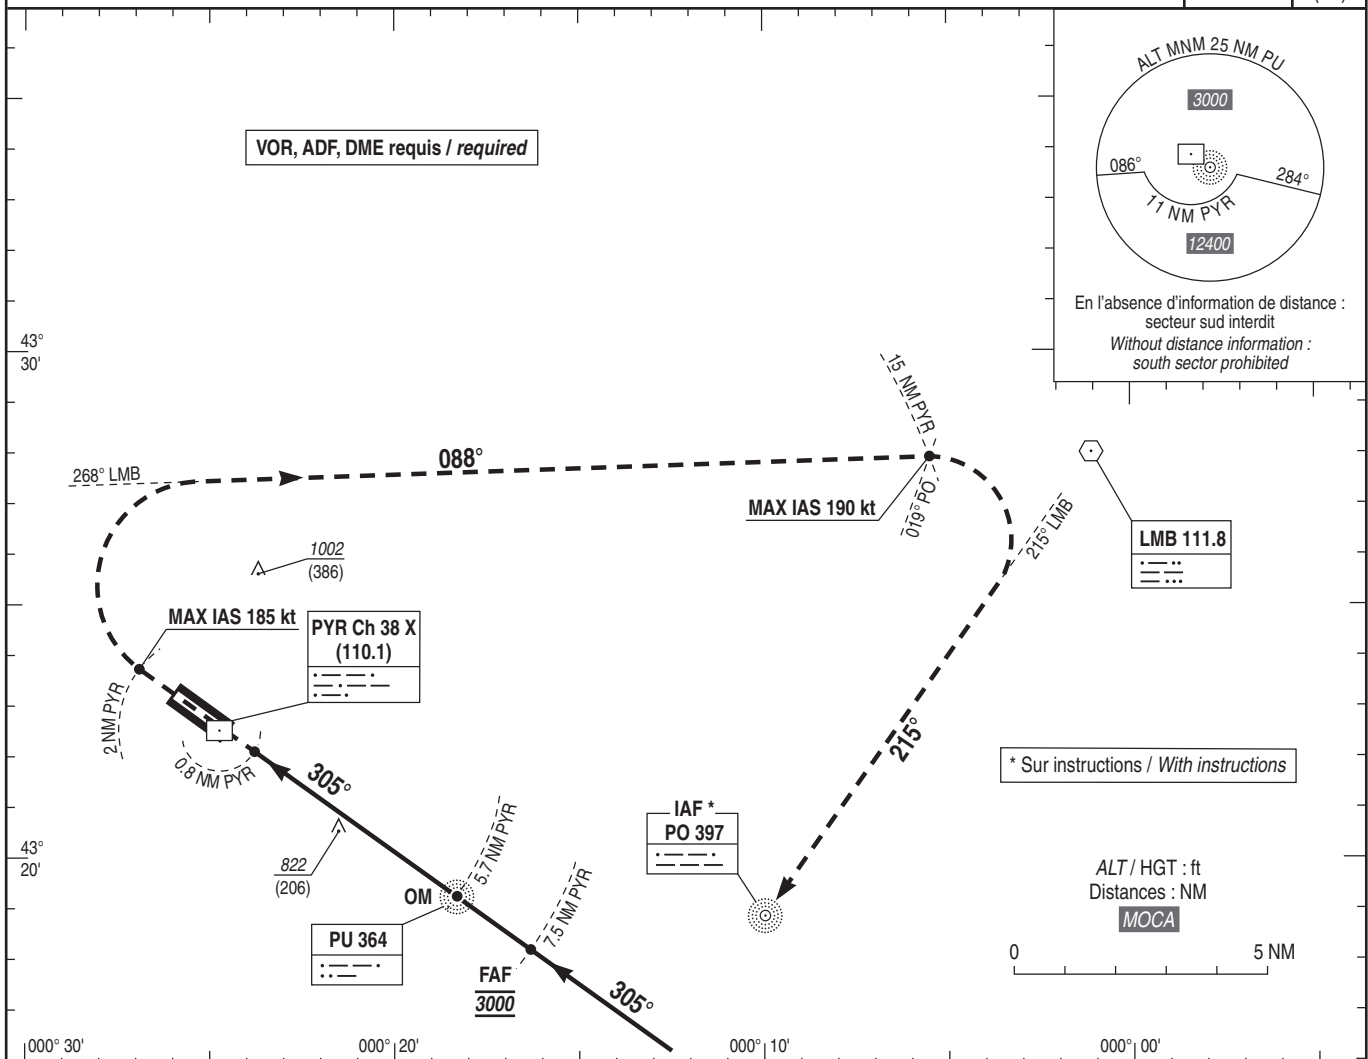 ALT MNM 25 NM PU
3000
086°
284°
11 NM PYR
12400
En l'absence d'information de distance :
secteur sud interdit
Without distance information :
south sector prohibited
VOR, ADF, DME requis / required
43°
30'
15 NM PYR
268° LMB
088°
MAX IAS 190 kt
019° PO
215° LMB
LMB 111.8
1002
(386)
MAX IAS 185 kt
PYR Ch 38 X
(110.1)
2 NM PYR
0.8 NM PYR
305°
215°
* Sur instructions / With instructions
IAF *
PO 397
43°
20'
822
(206)
5.7 NM PYR
OM
7.5 NM PYR
ALT / HGT : ft
Distances : NM
MOCA
PU 364
0
5 NM
FAF
3000
305°
000° 30'
000° 20'
000° 10'
000° 00'